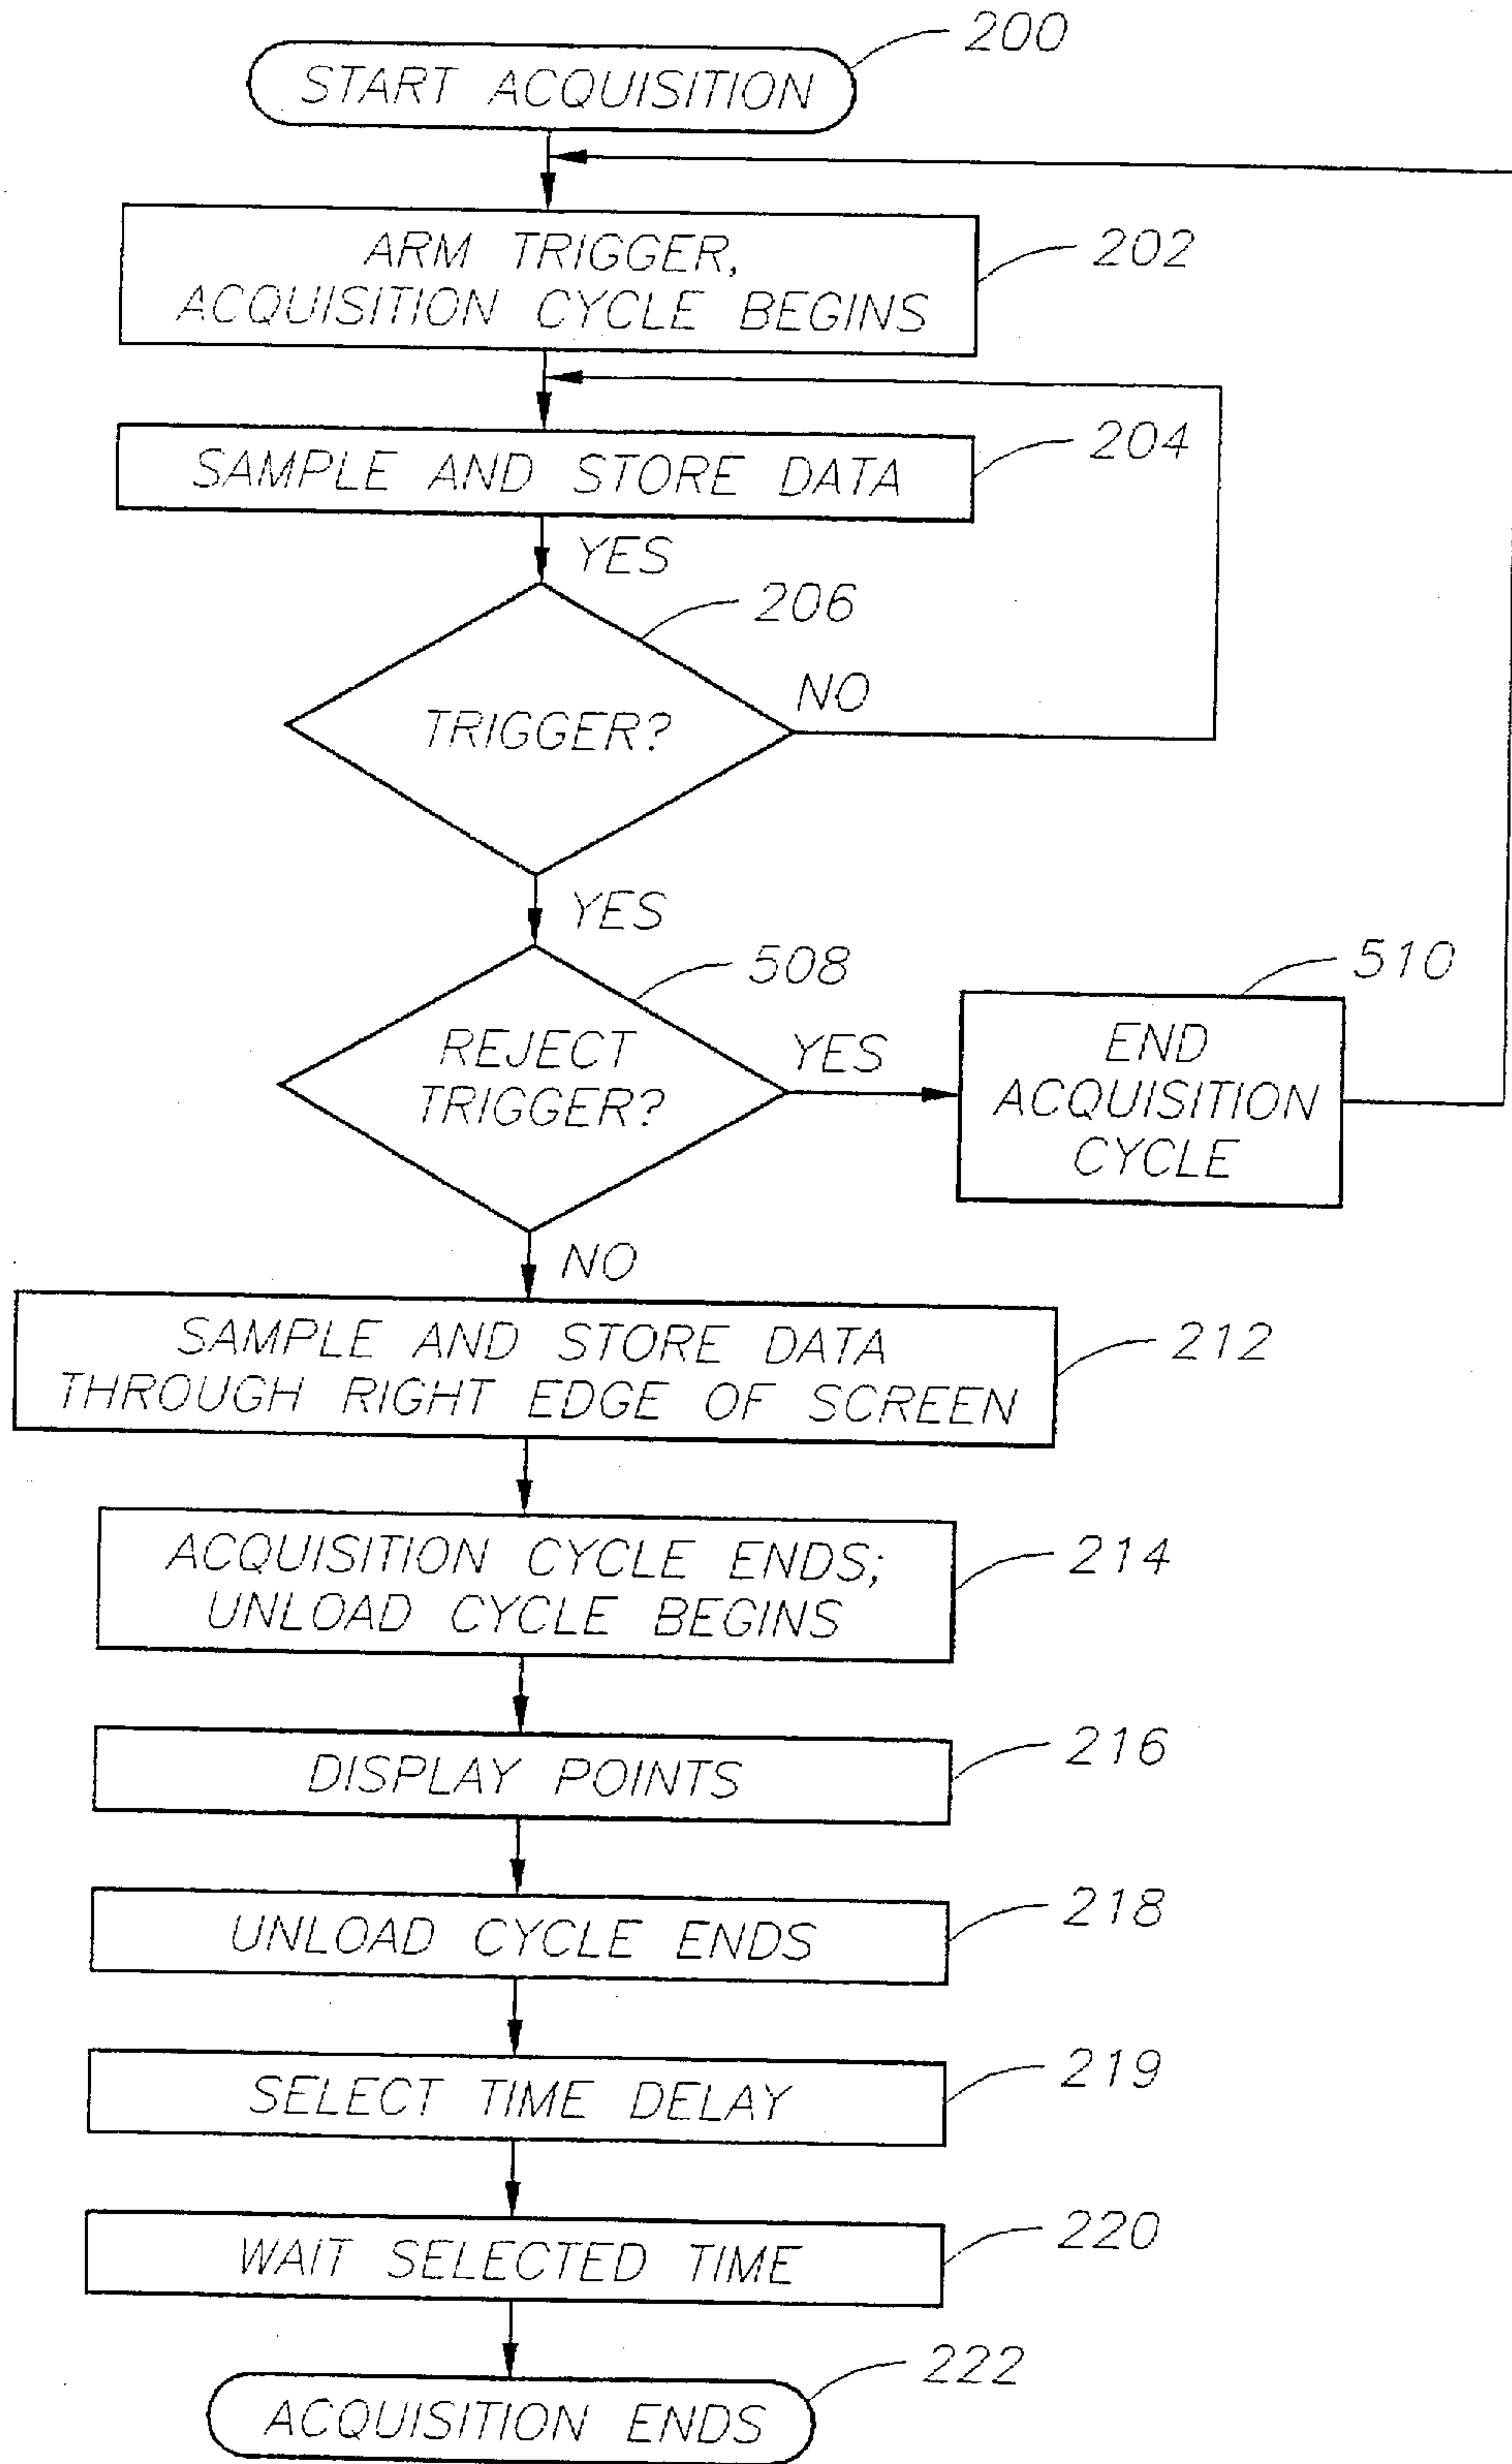 200
START ACQUISITION
ARM TRIGGER,
ACQUISITION CYCLE BEGINS
202
SAMPLE AND STORE DATA
204
YES
206
TRIGGER?
NO
YES
508
REJECT
TRIGGER?
YES
510
END
ACQUISITION
CYCLE
NO
SAMPLE AND STORE DATA
THROUGH RIGHT EDGE OF SCREEN
212
ACQUISITION CYCLE ENDS;
UNLOAD CYCLE BEGINS
214
DISPLAY POINTS
216
UNLOAD CYCLE ENDS
218
SELECT TIME DELAY
219
WAIT SELECTED TIME
220
222
ACQUISITION ENDS